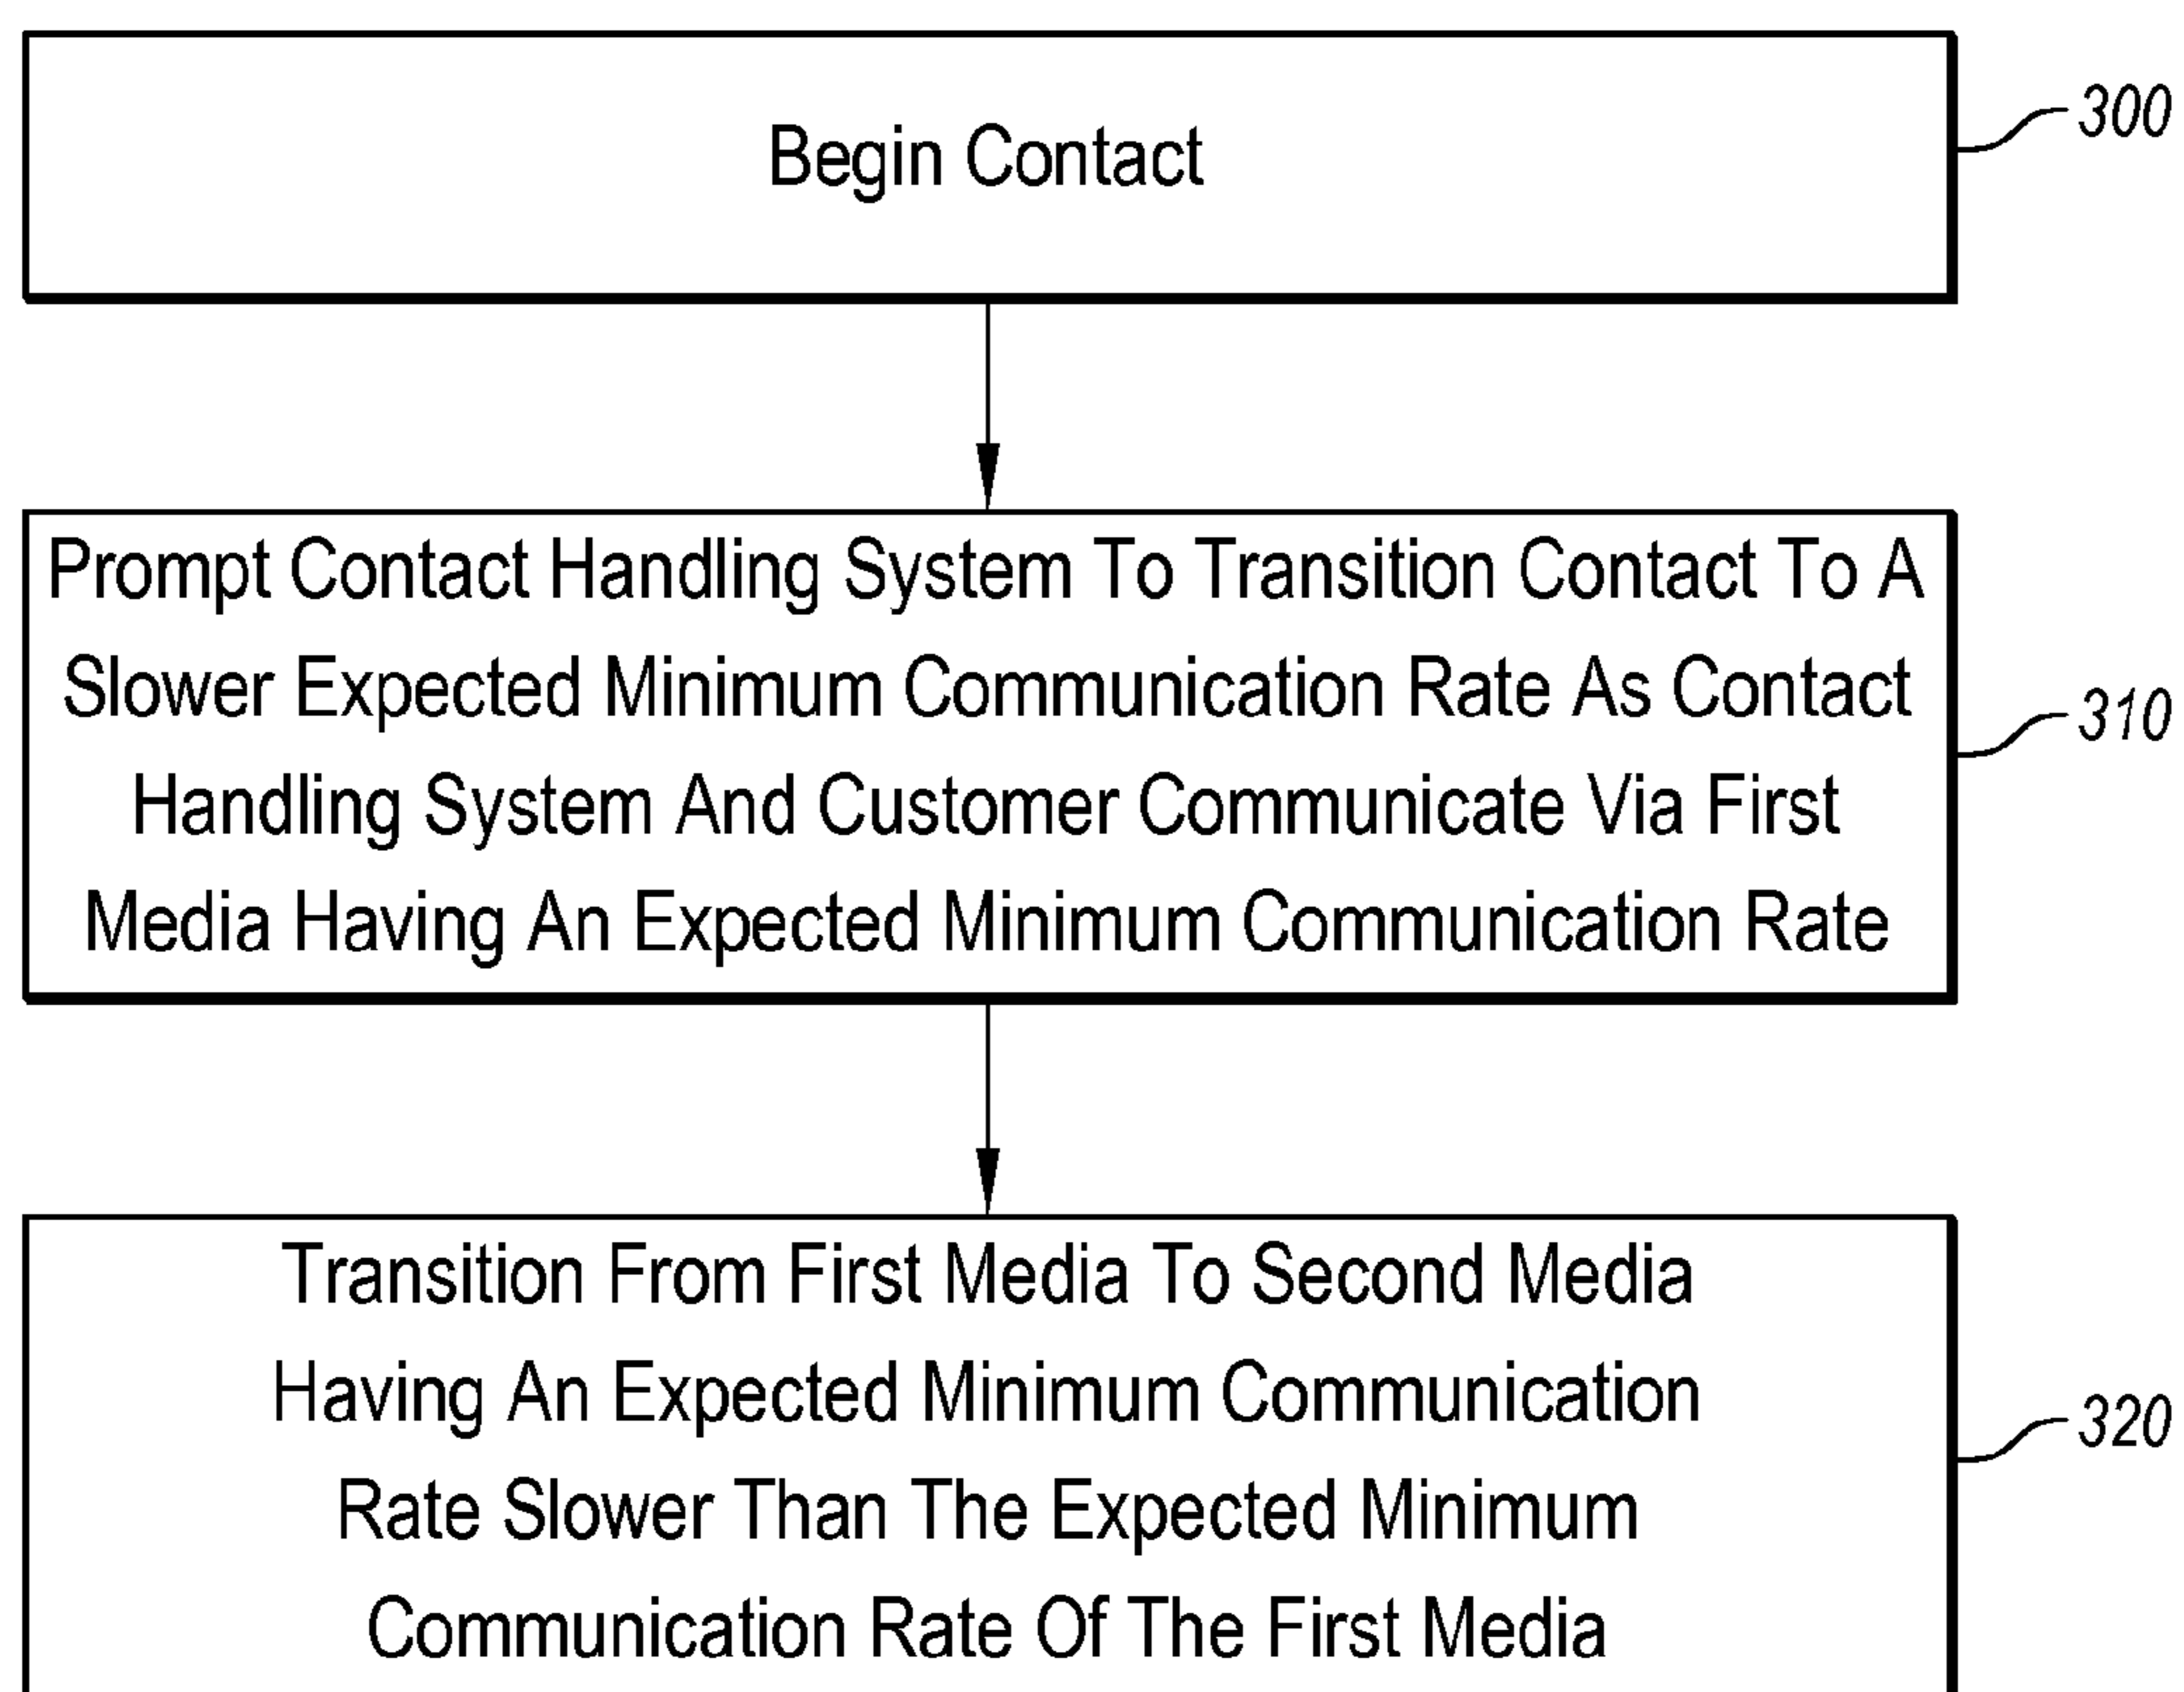 Begin Contact
300
Prompt Contact Handling System To Transition Contact To A
Slower Expected Minimum Communication Rate As Contact
Handling System And Customer Communicate Via First
Media Having An Expected Minimum Communication Rate
310
Transition From First Media To Second Media
Having An Expected Minimum Communication
Rate Slower Than The Expected Minimum
Communication Rate Of The First Media
320